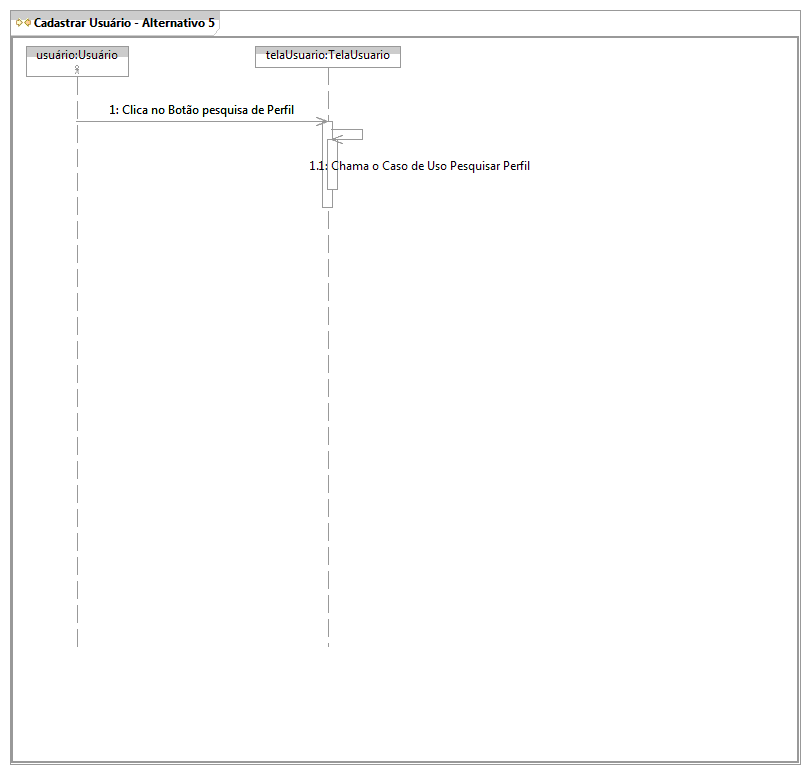 Cadastrar Usuário - Alternativo 5
usuário:Usuário
telaUsuario:TelaUsuario
1: Clica no Botão pesquisa de Perfil
1.1: Chama o Caso de Uso Pesquisar Perfil